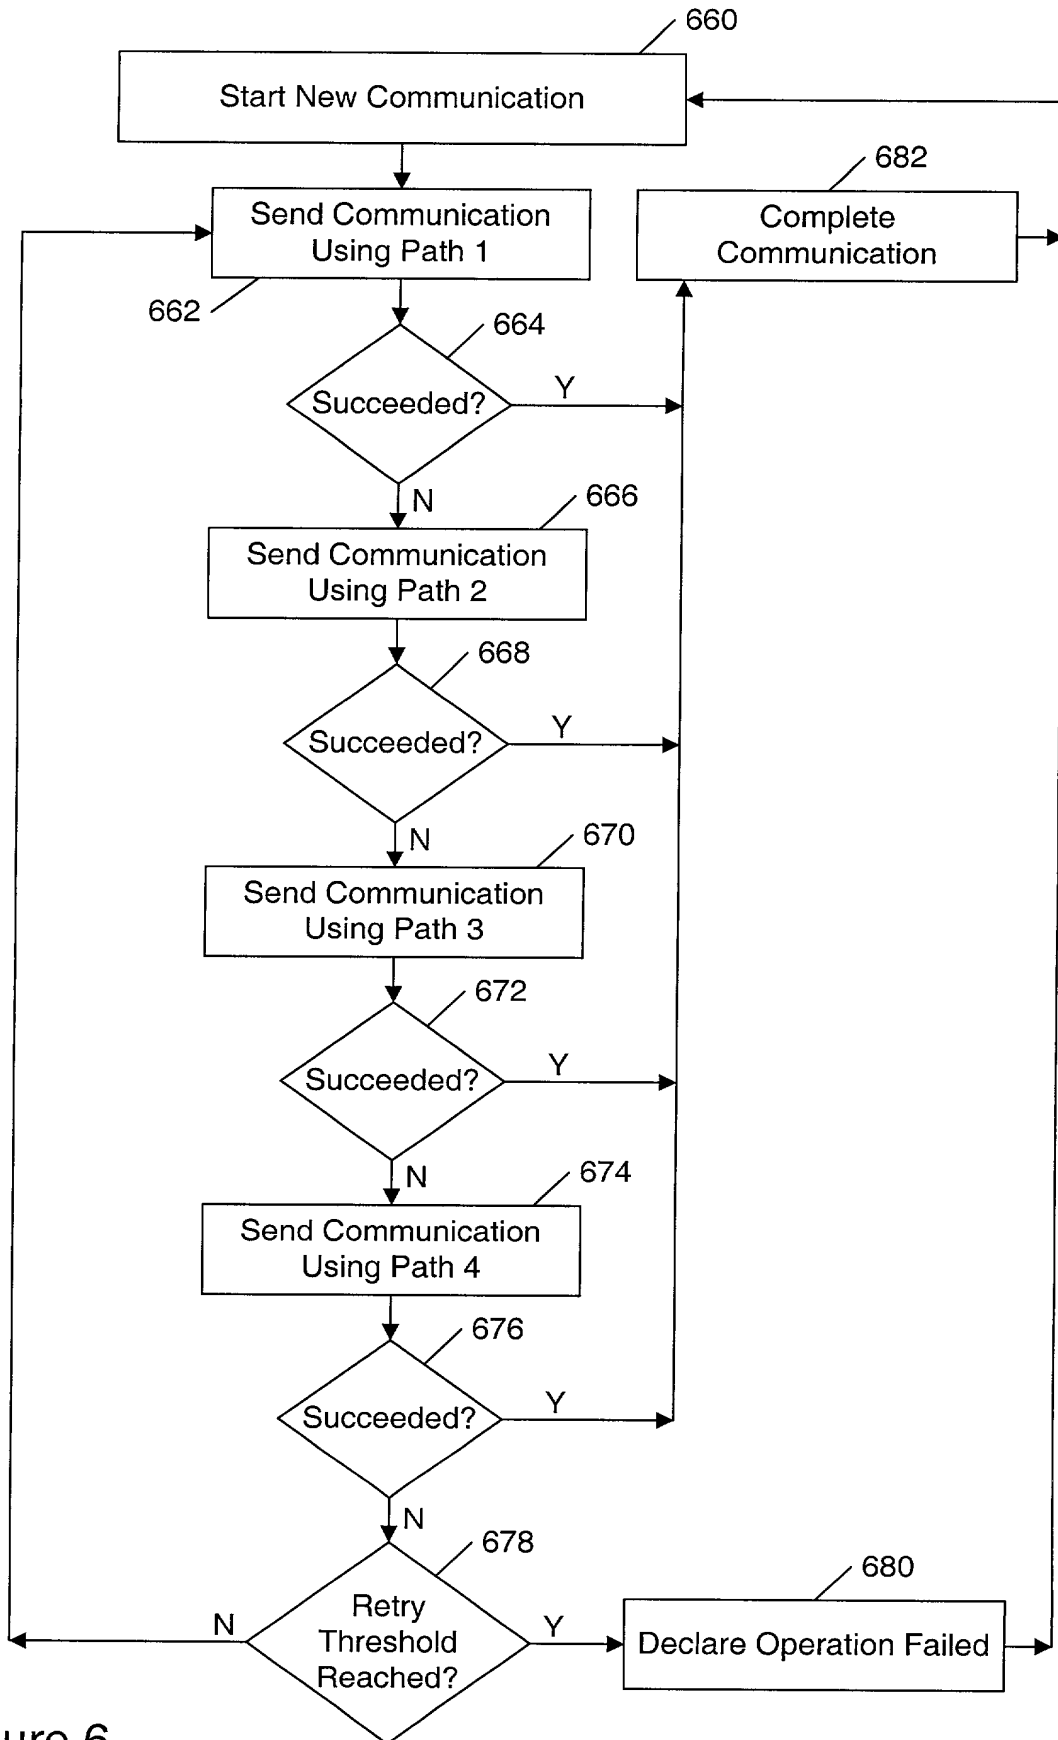 660
Start New Communication
682
Send Communication
Using Path 1
Complete
Communication
662
664
Succeeded?
Y
N
666
Send Communication
Using Path 2
668
Succeeded?
Y
N
670
Send Communication
Using Path 3
672
Succeeded?
Y
N
674
Send Communication
Using Path 4
676
Succeeded?
Y
N
678
680
Retry
Threshold
Reached?
N
Y
Declare Operation Failed
6